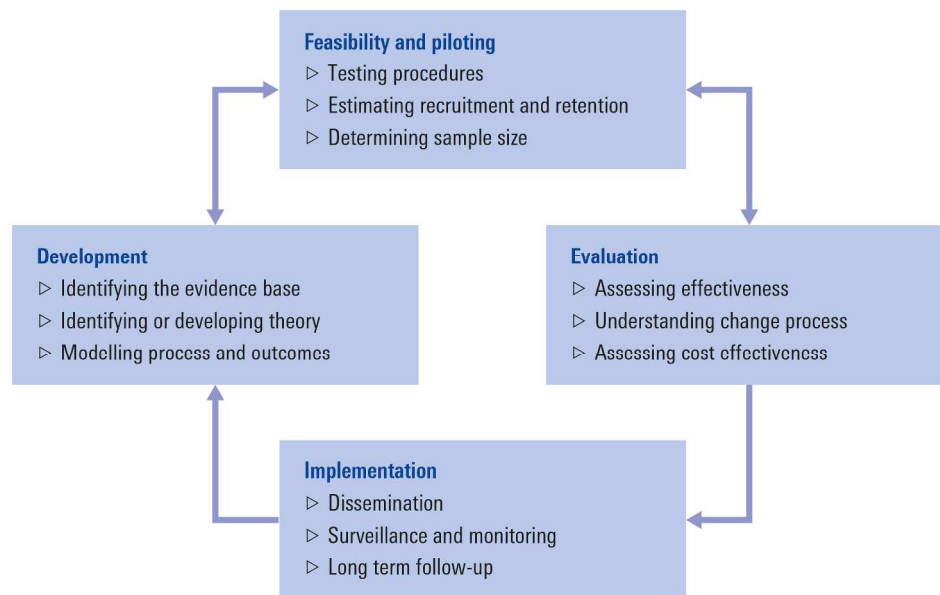 Feasibility and piloting
▷ Testing procedures
▷ Estimating recruitment and retention
▷ Determining sample size
Development
▷ Identifying the evidence base
▷ Identifying or developing theory
▷ Modelling process and outcomes
Evaluation
▷ Assessing effectiveness
▷ Understanding change process
▷ Assessing cost effectiveness
Implementation
▷ Dissemination
▷ Surveillance and monitoring
▷ Long term follow-up